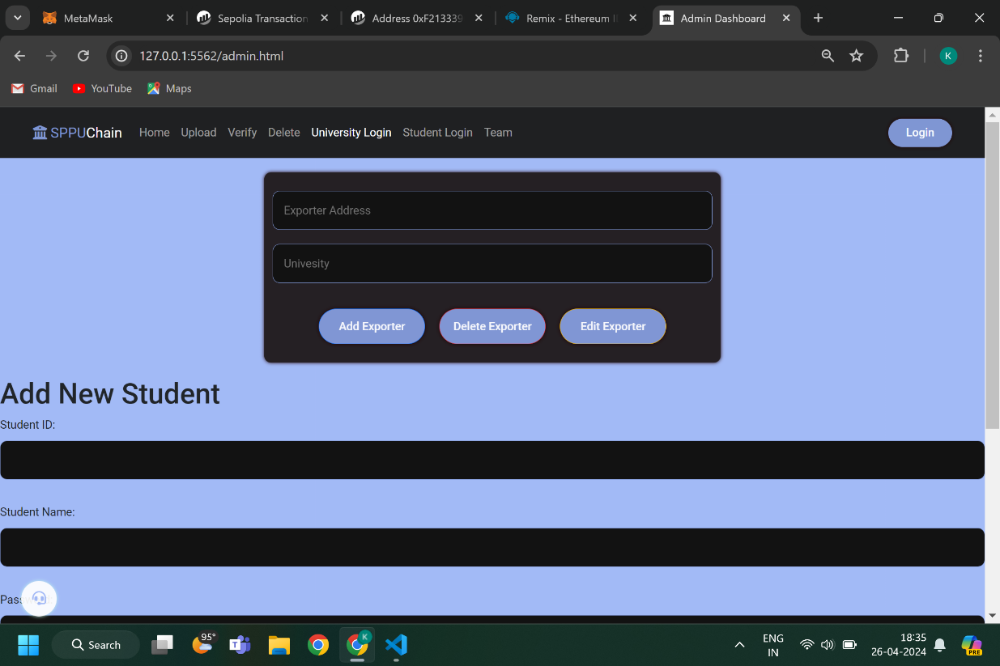 MetaMask
Sepolia Transaction
Address 0xF213339
Remix - Ethereum
Admin Dashboard
127.0.0.1:5562/admin.html
K
Gmail
YouTube
Maps
SPPUChain
Home
Upload
Verify
Delete
University Login
Student Login
Team
Login
Exporter Address
Univesity
Add Exporter
Delete Exporter
Edit Exporter
Add New Student
Student ID:
Student Name:
Search
95°
K
ENG
IN
18:35
26-04-2024
PRE